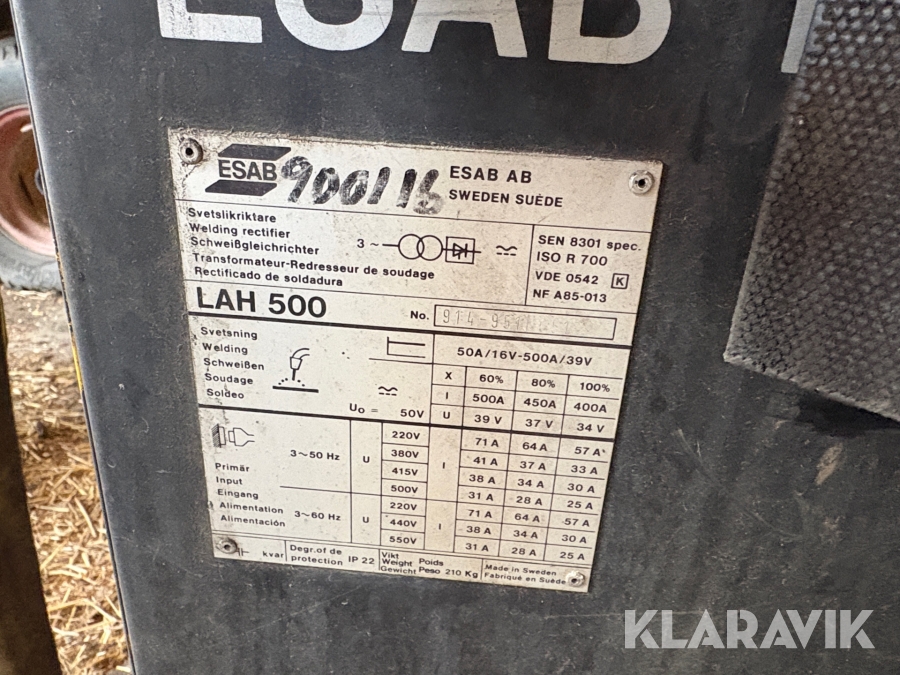 ESAB
ESAB
900116
ESAB AB
SWEDEN SUÈDE
Svetslikriktare
Welding rectifier
Schweißgleichrichter
Transformateur-Redresseur de soudage
Rectificado de soldadura
3~
SEN 8301 spec.
ISO R 700
VDE 0542 K
NF A85-013
LAH 500
No. 914-951
Svetsning
Welding
Schweißen
Soudage
Soldeo
U₀ = 50V
50A/16V-500A/39V
X 60% 80% 100%
I 500A 450A 400A
U 39 V 37 V 34 V
Primär
Input
Eingang
Alimentation
Alimentación
3~50 Hz U I
220V 71 A 64 A 57 A
380V 41 A 37 A 33 A
415V 38 A 34 A 30 A
500V 31 A 28 A 25 A
3~60 Hz U I
220V 71 A 64 A 57 A
440V 38 A 34 A 30 A
550V 31 A 28 A 25 A
kvar
Degr.of de
protection IP 22
Vikt Poids
Weight Peso 210 Kg
Gewicht
Made in Sweden
Fabriqué en Suède
KLARAVIK